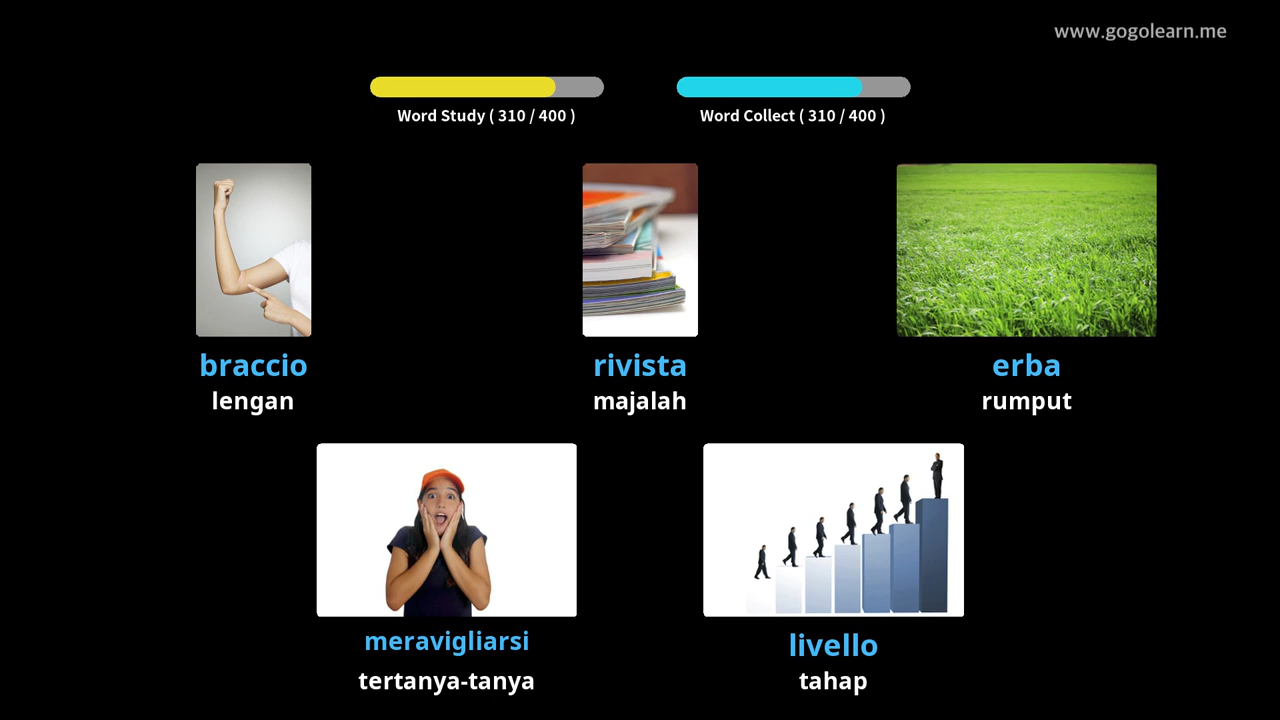 www.gogolearn.me
Word Study ( 310 / 400 )
Word Collect ( 310 / 400 )
braccio
lengan
rivista
majalah
erba
rumput
meravigliarsi
tertanya-tanya
livello
tahap